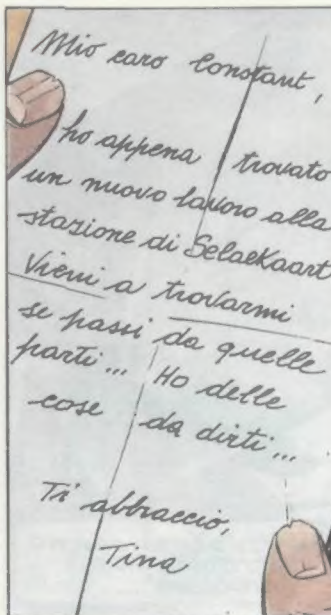 Mio caro Constant,
ho appena trovato
un nuovo lavoro alla
stazione di Selaekaart
Vieni a trovarmi
se passi da quelle
parti... Ho delle
cose da dirti...
Ti abbraccio,
Tina